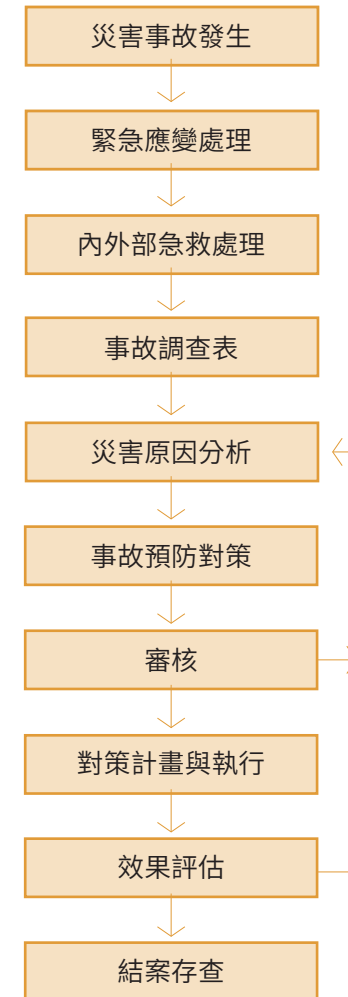 災害事故發生
緊急應變處理
內外部急救處理
事故調查表
災害原因分析
事故預防對策
審核
對策計畫與執行
效果評估
結案存查